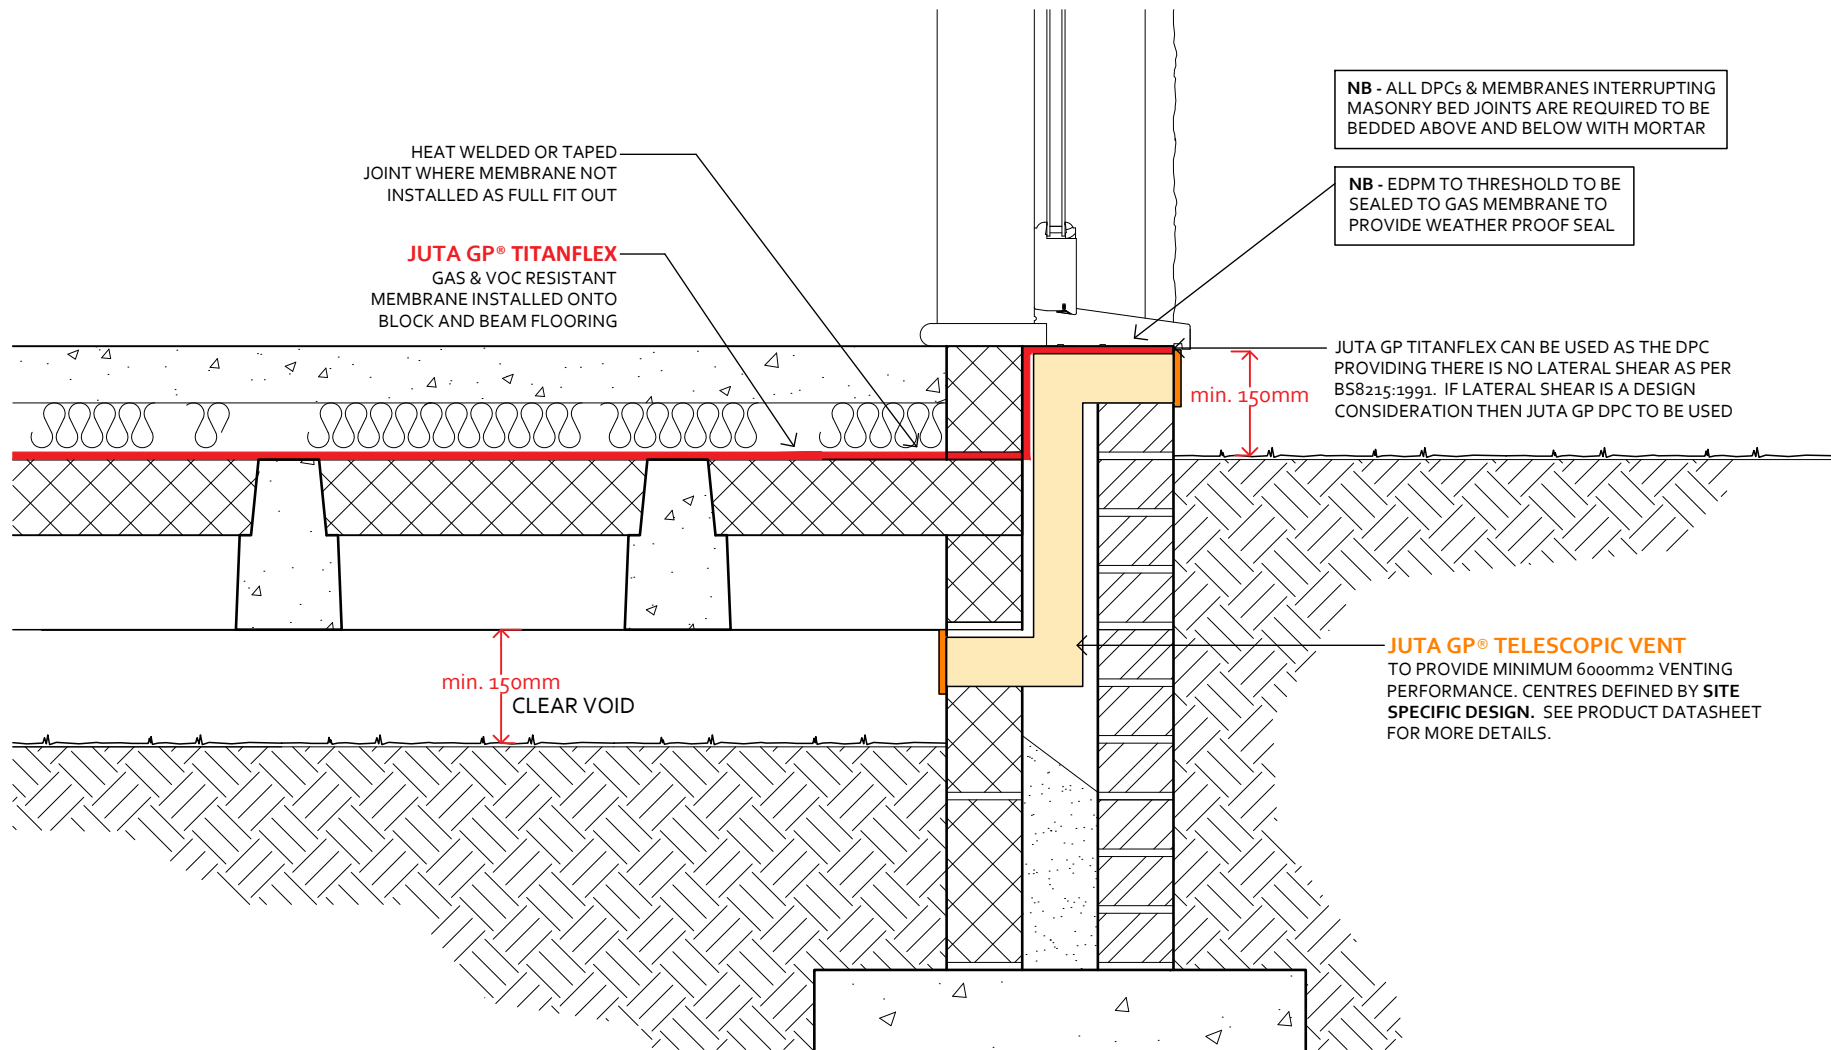 HEAT WELDED OR TAPED
JOINT WHERE MEMBRANE NOT
INSTALLED AS FULL FIT OUT
JUTA GP® TITANFLEX
GAS & VOC RESISTANT
MEMBRANE INSTALLED ONTO
BLOCK AND BEAM FLOORING
NB - ALL DPCs & MEMBRANES INTERRUPTING
MASONRY BED JOINTS ARE REQUIRED TO BE
BEDDED ABOVE AND BELOW WITH MORTAR
NB - EDPM TO THRESHOLD TO BE
SEALED TO GAS MEMBRANE TO
PROVIDE WEATHER PROOF SEAL
JUTA GP TITANFLEX CAN BE USED AS THE DPC
PROVIDING THERE IS NO LATERAL SHEAR AS PER
BS8215:1991. IF LATERAL SHEAR IS A DESIGN
CONSIDERATION THEN JUTA GP DPC TO BE USED
min. 150mm
JUTA GP® TELESCOPIC VENT
TO PROVIDE MINIMUM 6000mm2 VENTING
PERFORMANCE. CENTRES DEFINED BY SITE
SPECIFIC DESIGN. SEE PRODUCT DATASHEET
FOR MORE DETAILS.
min. 150mm
CLEAR VOID